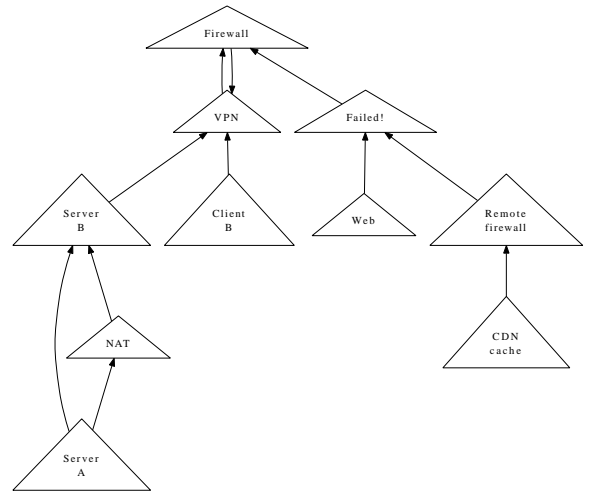 Firewall
VPN
Failed!
Server
B
Client
B
Web
Remote
firewall
NAT
CDN
cache
Server
A